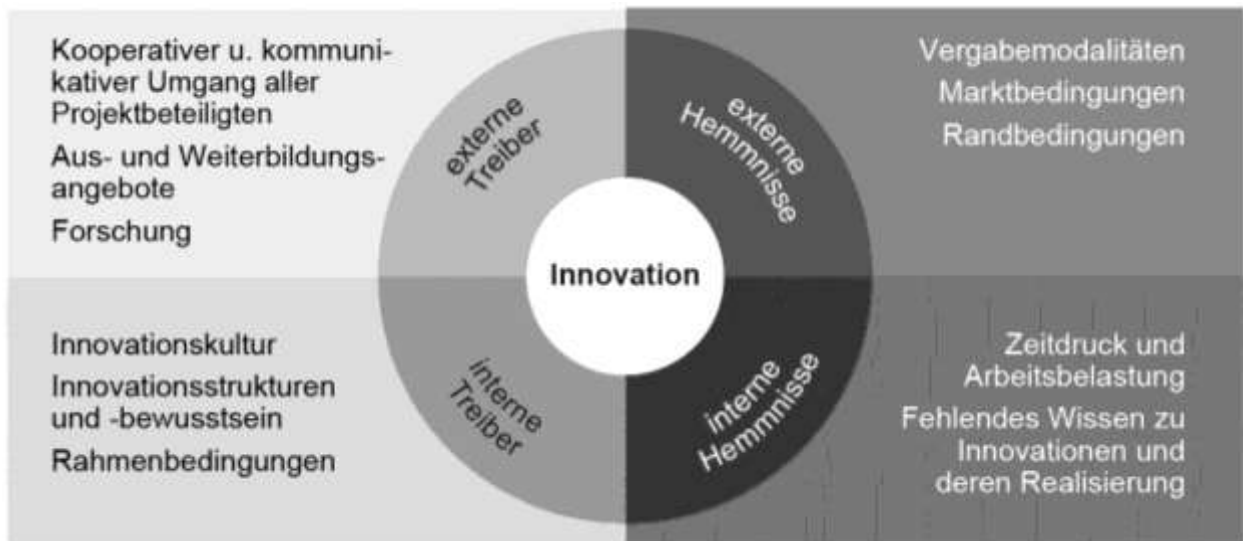 Kooperativer u. kommuni-
kativer Umgang aller
Projektbeteiligten
Aus- und Weiterbildungs-
angebote
Forschung
externe
Treiber
externe
Hemmnisse
Vergabemodalitäten
Marktbedingungen
Randbedingungen
Innovation
Innovationskultur
Innovationsstrukturen
und -bewusstsein
Rahmenbedingungen
interne
Treiber
interne
Hemmnisse
Zeitdruck und
Arbeitsbelastung
Fehlendes Wissen zu
Innovationen und
deren Realisierung